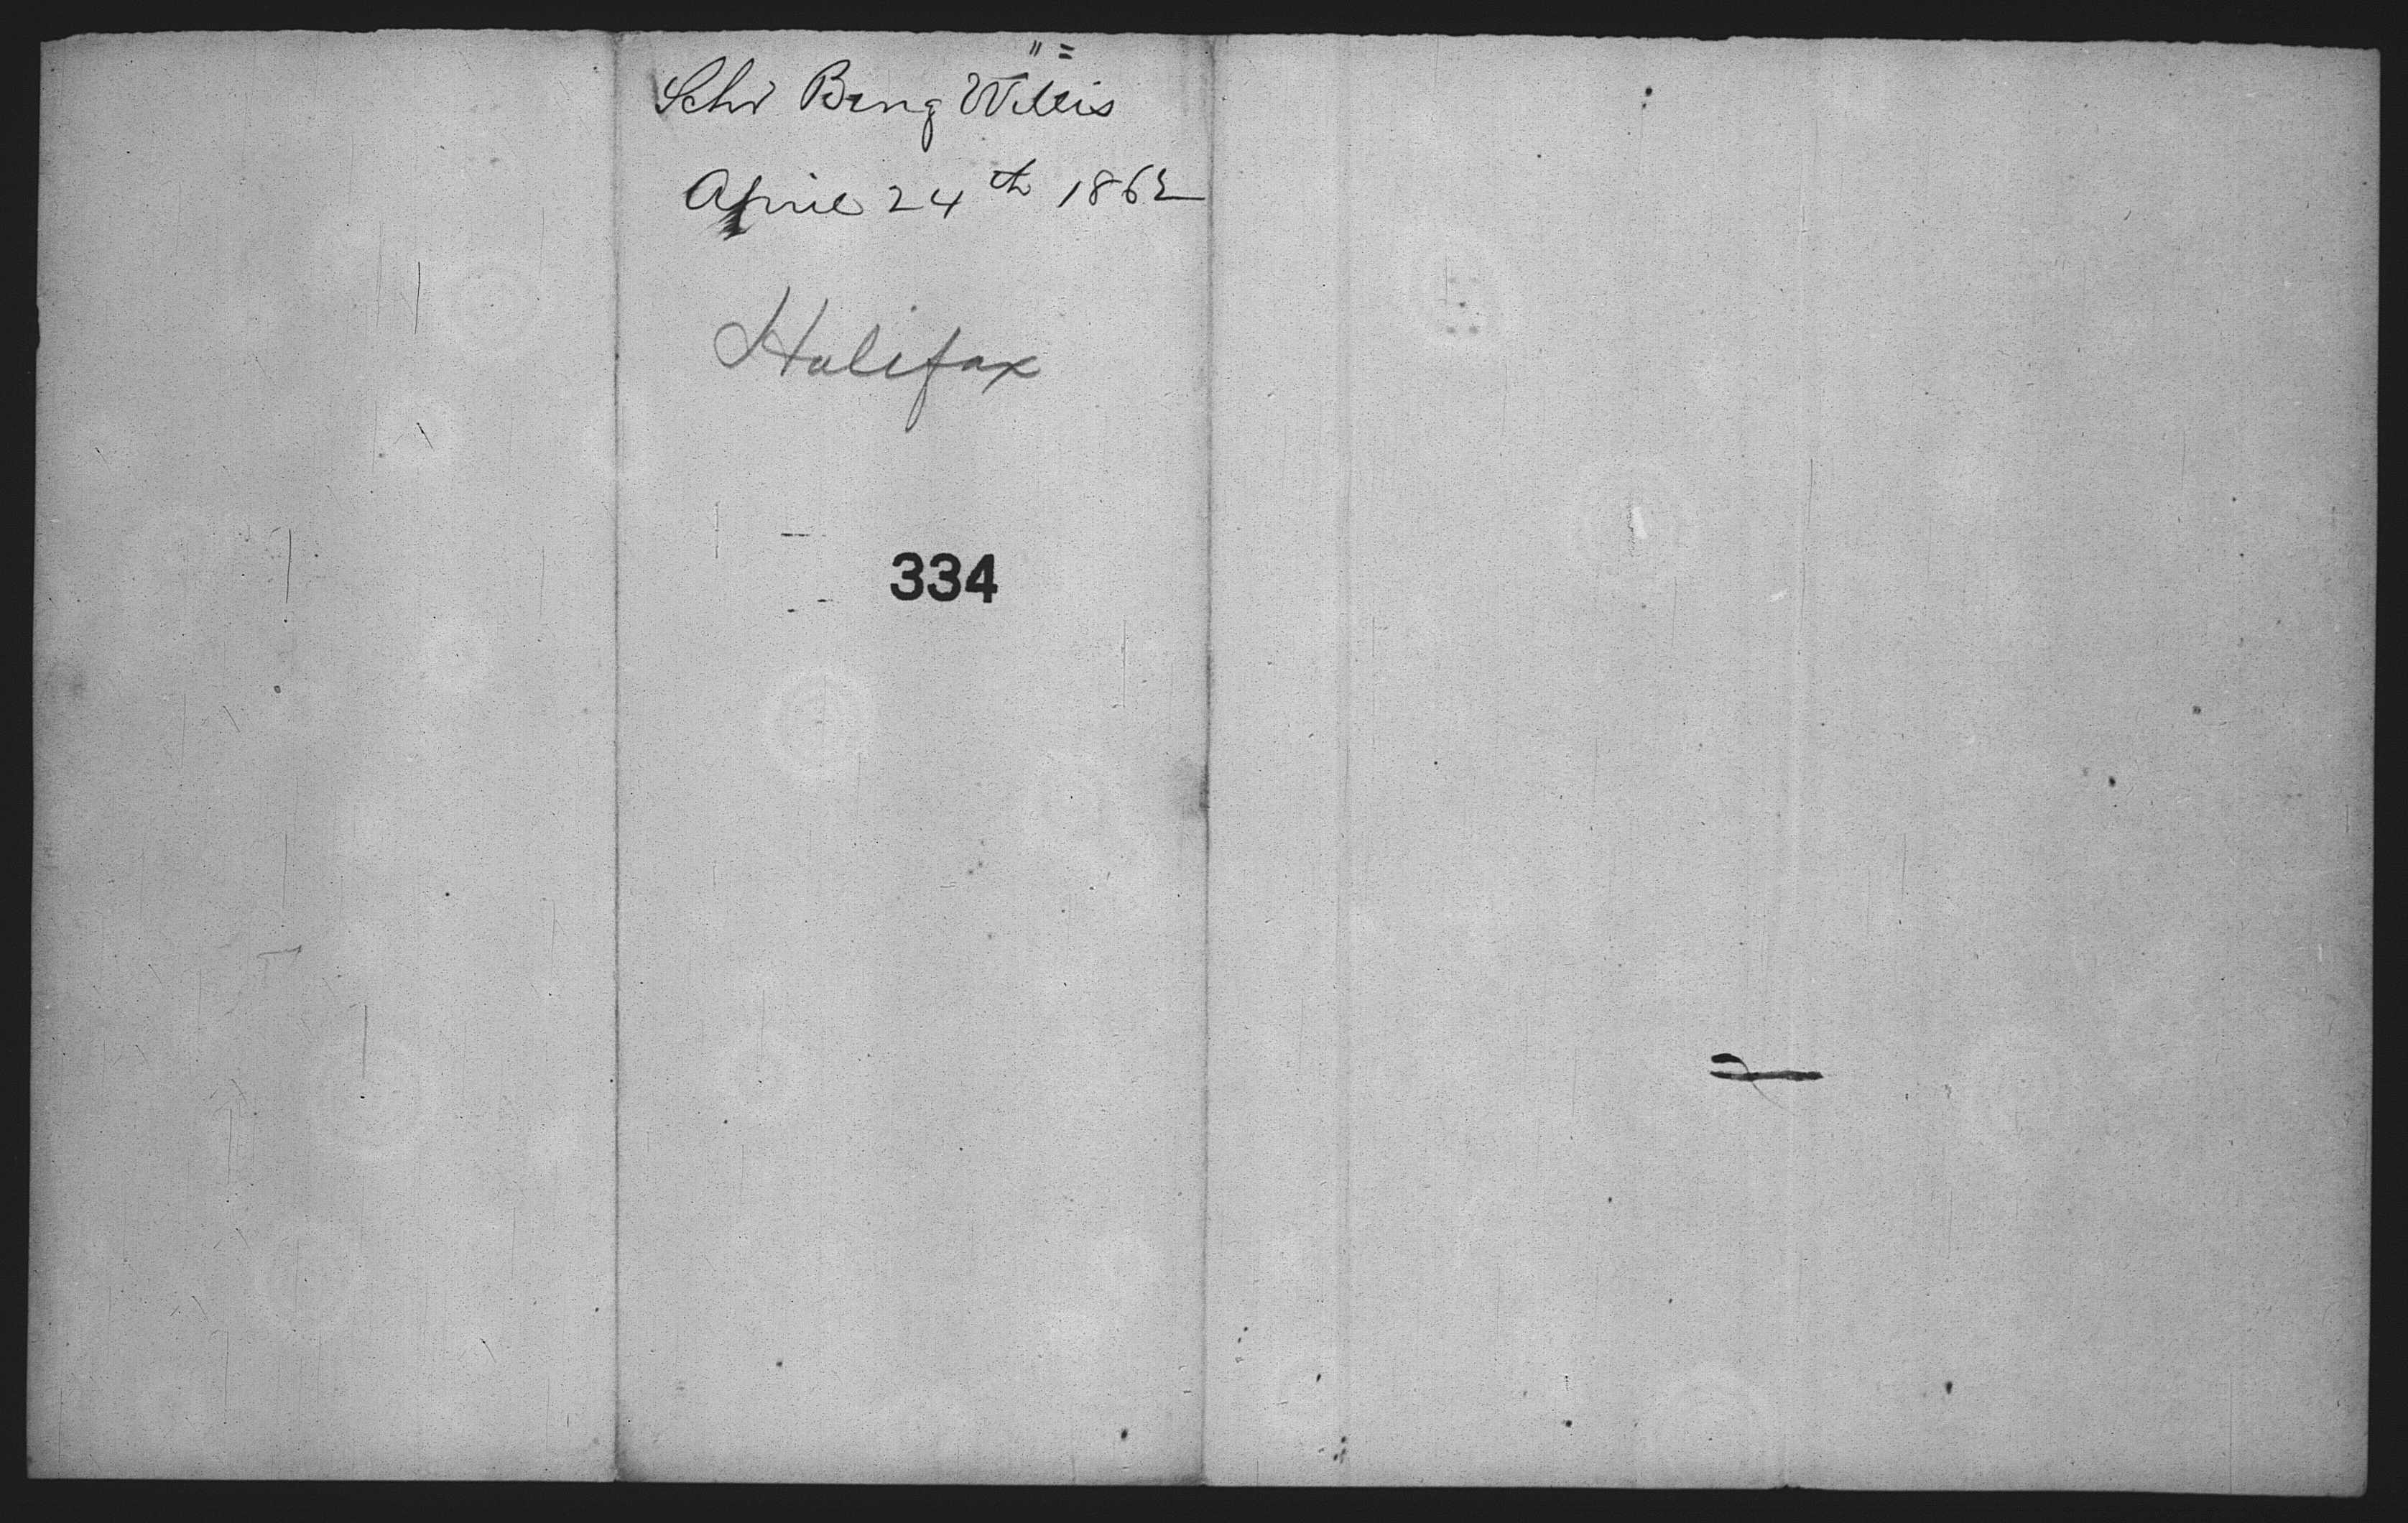 Schr Benj Willis
April 24th 1862
Halifax
334